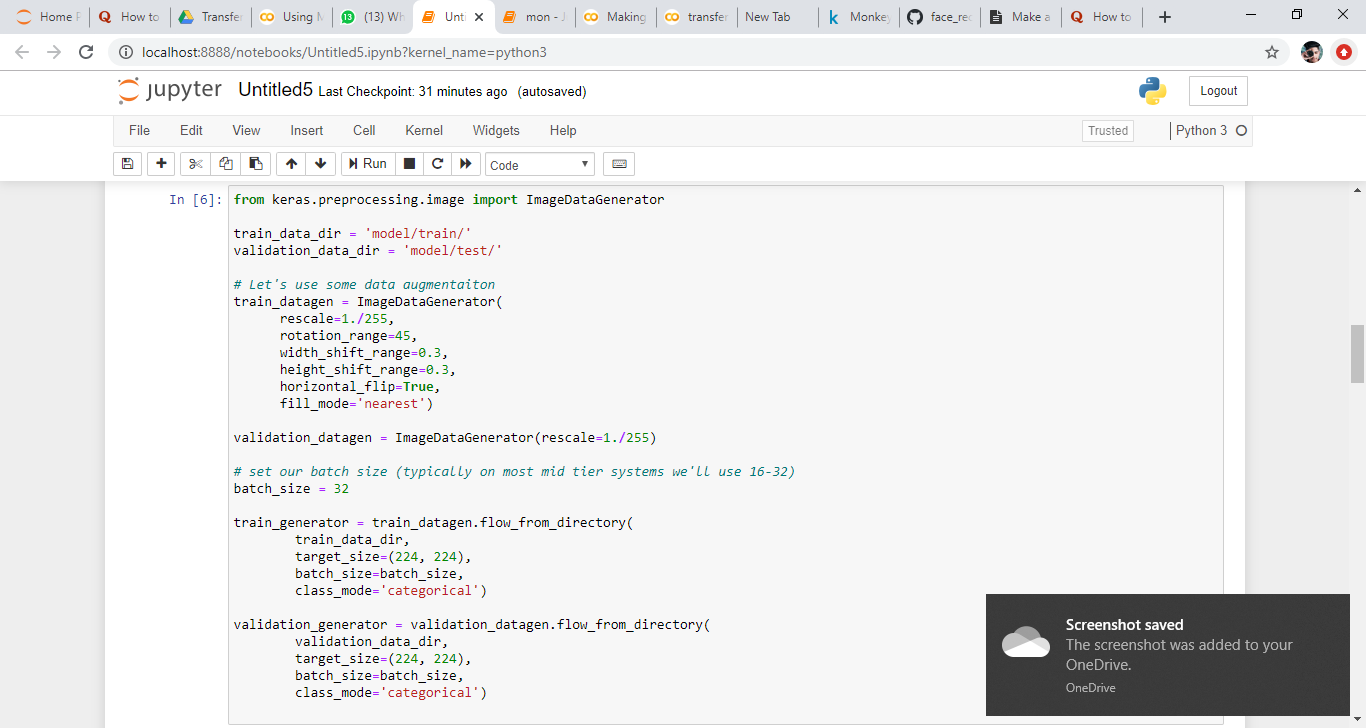 Home P
How to
Transfer
Using M
(13) Wh
Unti
mon - J
Making
transfer
New Tab
Monkey
face_rec
Make a
How to
localhost:8888/notebooks/Untitled5.ipynb?kernel_name=python3
jupyter Untitled5 Last Checkpoint: 31 minutes ago (autosaved)
Logout
File Edit View Insert Cell Kernel Widgets Help
Trusted
Python 3
Run
Code
In [6]:
from keras.preprocessing.image import ImageDataGenerator
train_data_dir = 'model/train/'
validation_data_dir = 'model/test/'
# Let's use some data augmentaiton
train_datagen = ImageDataGenerator(
rescale=1./255,
rotation_range=45,
width_shift_range=0.3,
height_shift_range=0.3,
horizontal_flip=True,
fill_mode='nearest')
validation_datagen = ImageDataGenerator(rescale=1./255)
# set our batch size (typically on most mid tier systems we'll use 16-32)
batch_size = 32
train_generator = train_datagen.flow_from_directory(
train_data_dir,
target_size=(224, 224),
batch_size=batch_size,
class_mode='categorical')
validation_generator = validation_datagen.flow_from_directory(
validation_data_dir,
target_size=(224, 224),
batch_size=batch_size,
class_mode='categorical')
Screenshot saved
The screenshot was added to your
OneDrive.
OneDrive